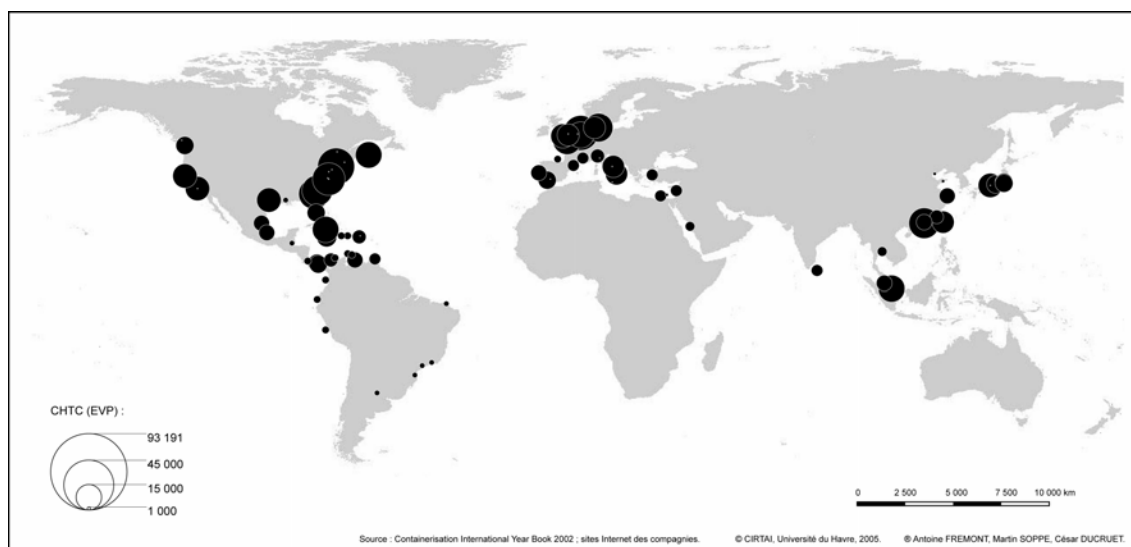 CHTC (EVP) :
93 191
45 000
15 000
1 000
0 2 500 5 000 7 500 10 000 km
Source : Containerisation International Year Book 2002 ; sites Internet des compagnies. © CIRTAI, Université du Havre, 2005. ® Antoine FREMONT, Martin SOPPE, César DUCRUET.